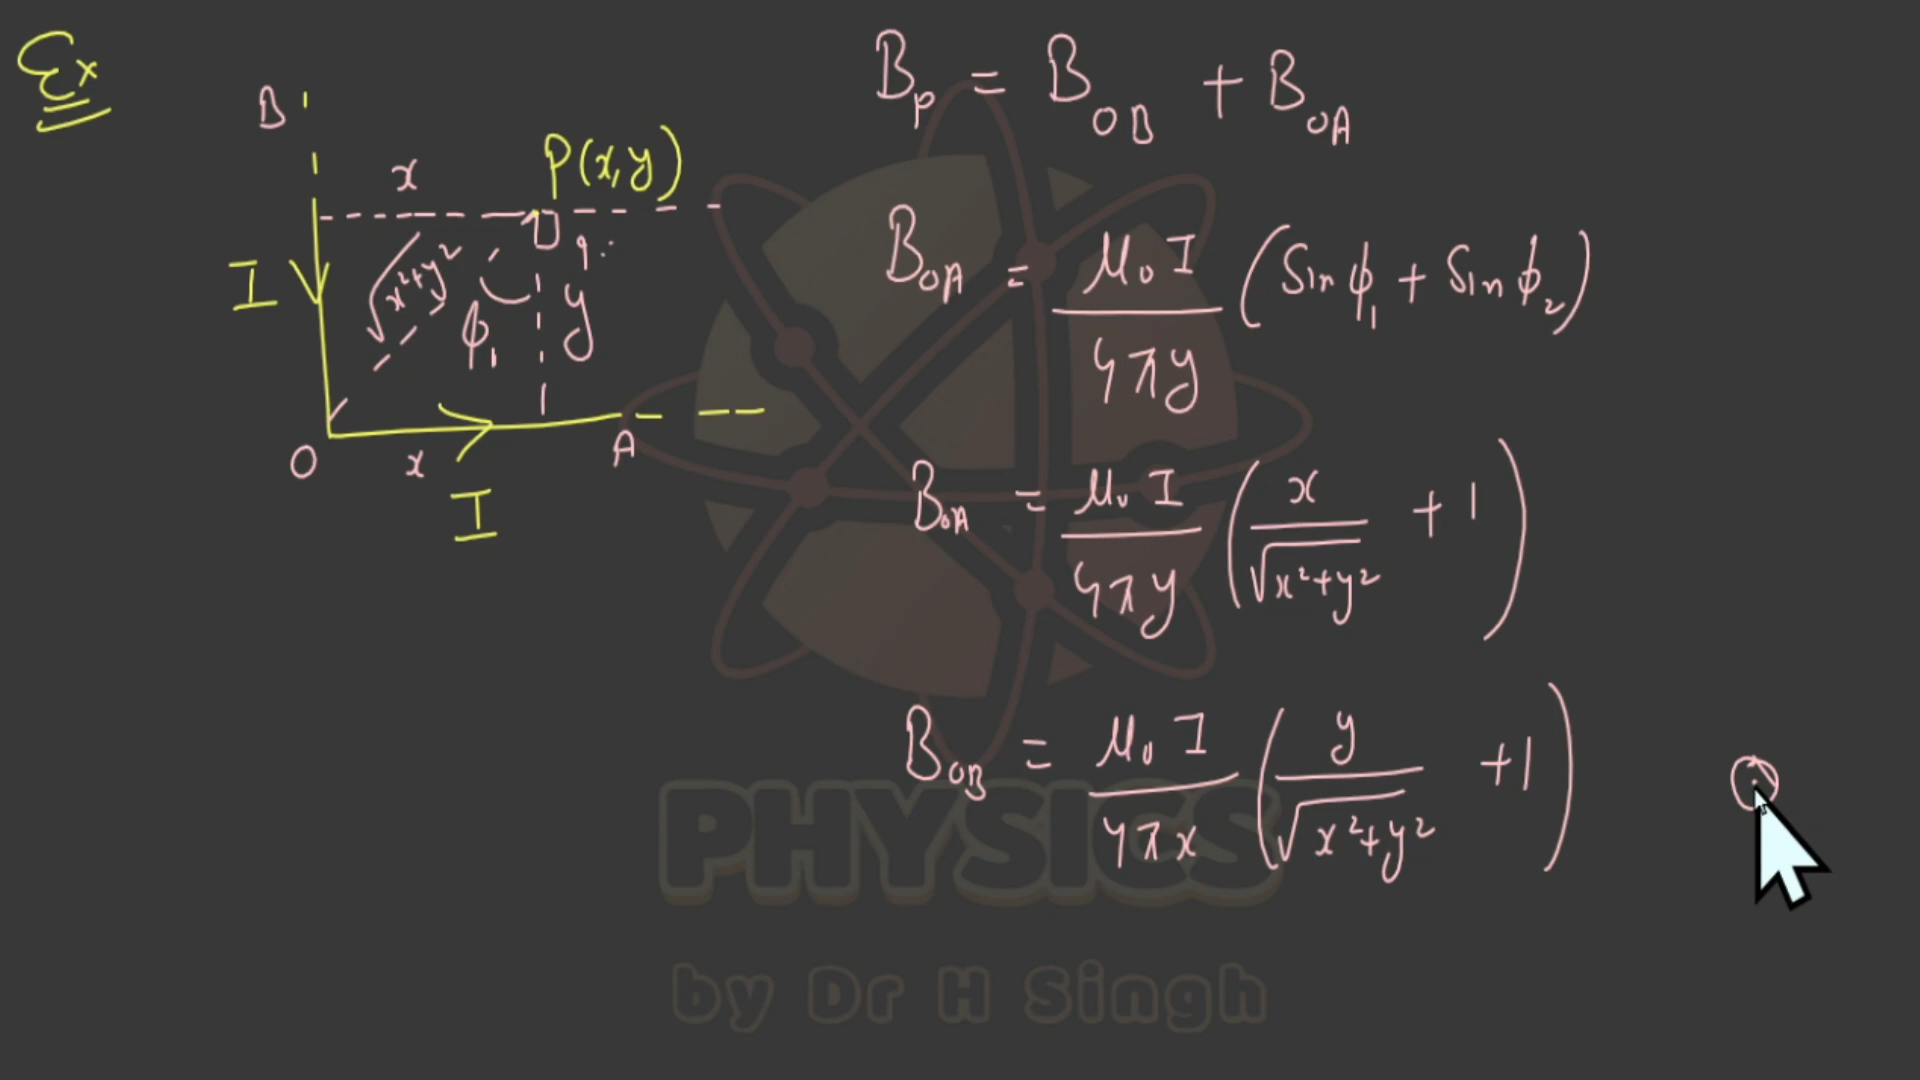 Ex
B
x
P(x,y)
I
√x²+y²
φ₁
y
90°
O
x
A
I
B_P = B_OB + B_OA
B_OA = μ₀I / 4πy (Sin φ₁ + Sin φ₂)
B_OA = μ₀I / 4πy (x / √x²+y² + 1)
B_OB = μ₀I / 4πx (y / √x²+y² + 1)
PHYSICS
by Dr H Singh